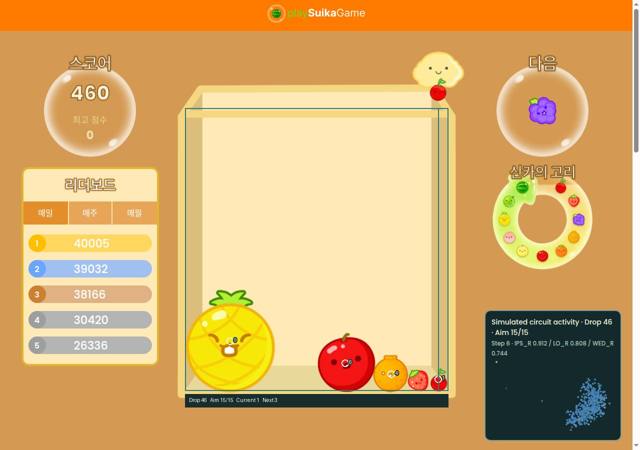 playSuikaGame
스코어
460
최고 점수
0
리더보드
매일
매주
매월
1 40005
2 39032
3 38166
4 30420
5 26336
다음
산카의 고리
Simulated circuit activity · Drop 46
· Aim 15/15
Step 6 · IPS_R 0.912 / LO_R 0.808 / WED_R
0.744
Drop 46 Aim 15/15 Current 1 Next 3